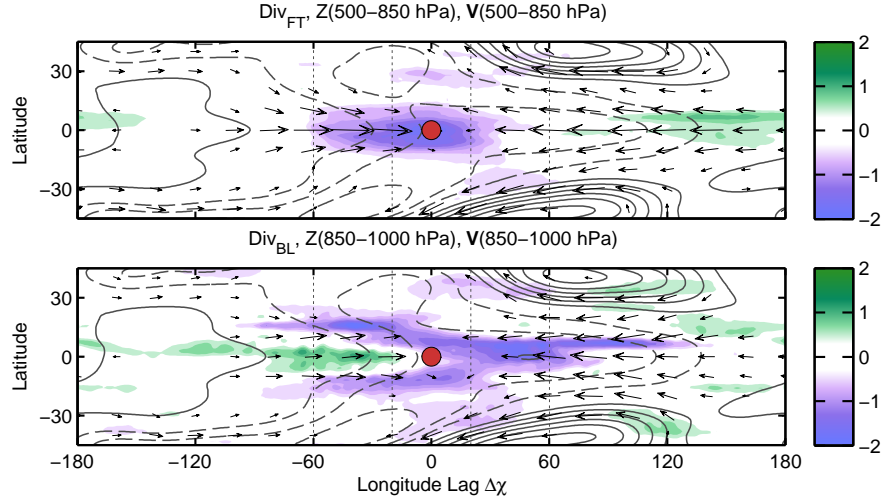 Div_FT, Z(500−850 hPa), V(500−850 hPa)
Latitude
30
0
−30
2
1
0
−1
−2
Div_BL, Z(850−1000 hPa), V(850−1000 hPa)
Latitude
30
0
−30
2
1
0
−1
−2
−180 −120 −60 0 60 120 180
Longitude Lag Δχ